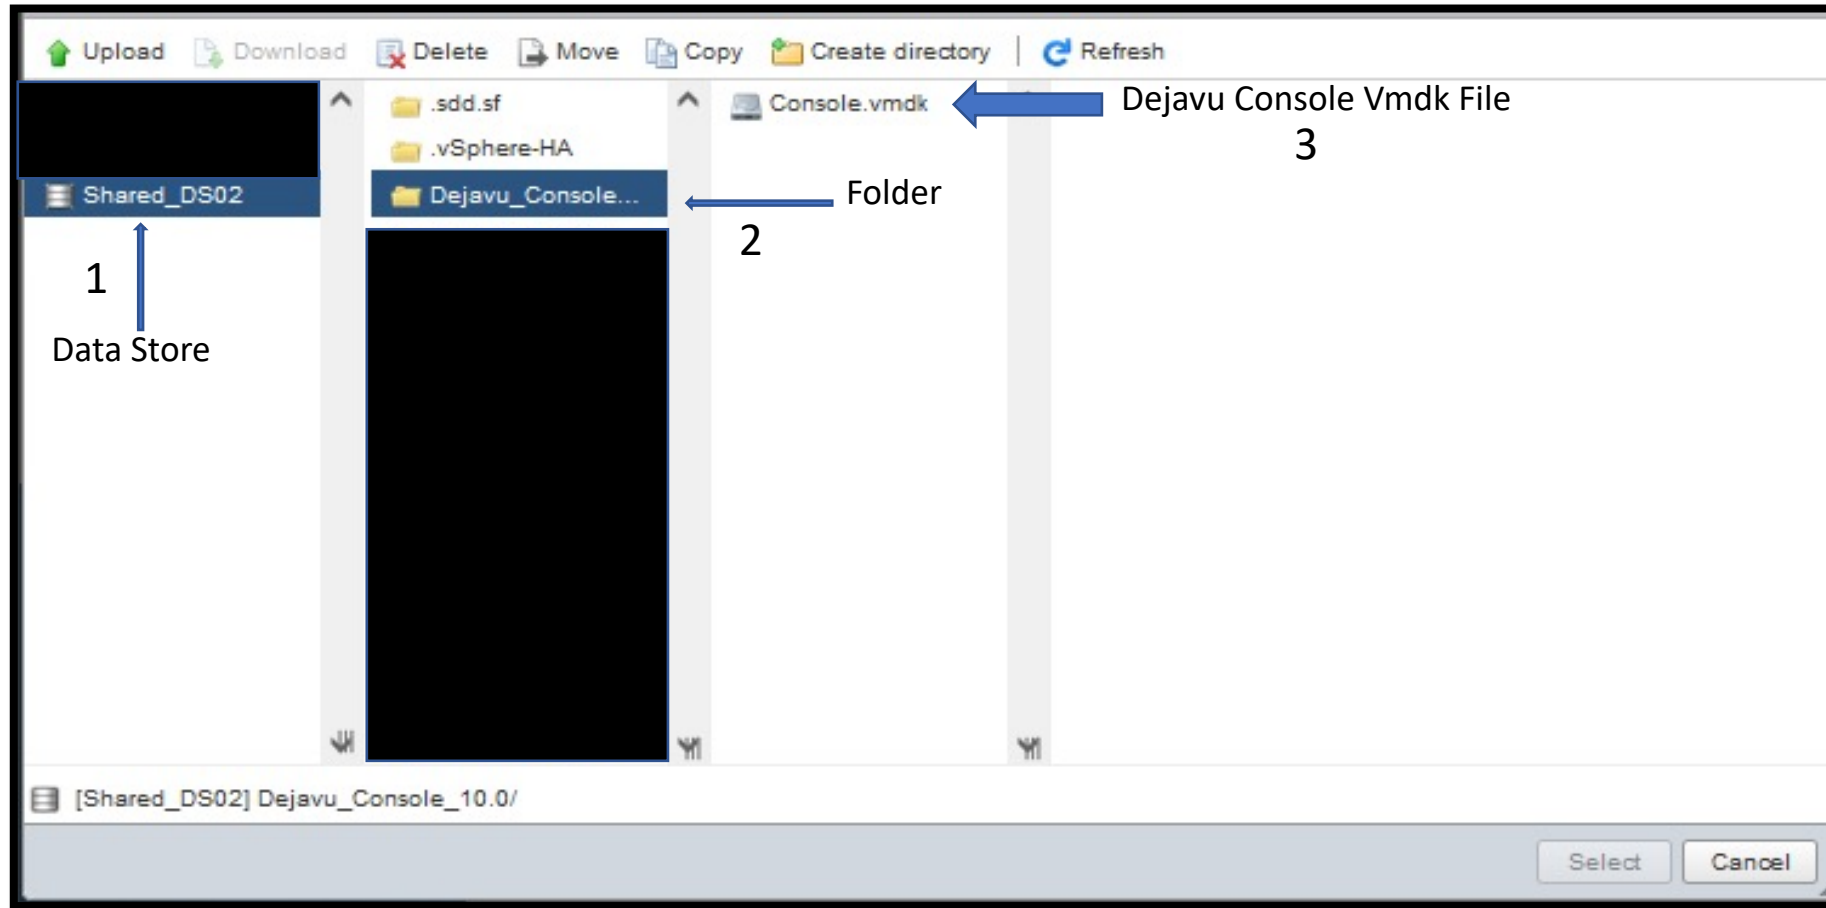 Upload Download Delete Move Copy Create directory Refresh
.sdd.sf
.vSphere-HA
Shared_DS02
Dejavu_Console...
Console.vmdk
Dejavu Console Vmdk File
3
Folder
2
1
Data Store
[Shared_DS02] Dejavu_Console_10.0/
Select Cancel